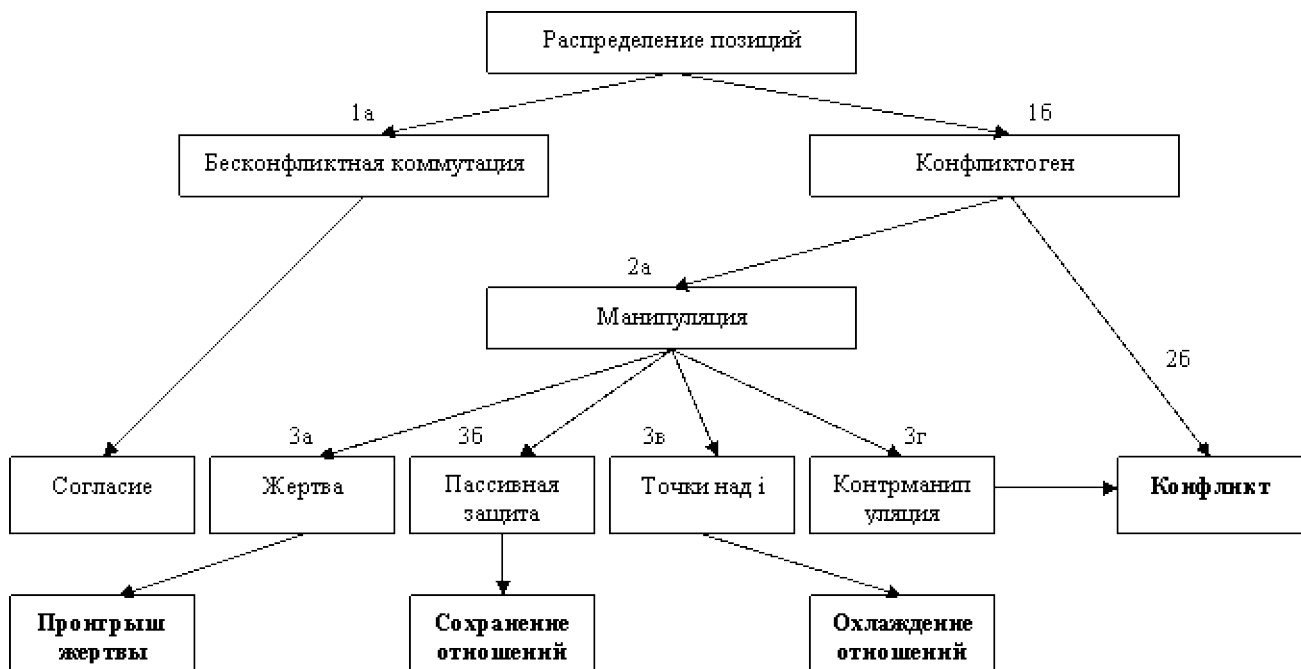 Распределение позиций
1а
1б
Бесконфликтная коммутация
Конфликтоген
2а
Манипуляция
2б
3а
3б
3в
3г
Согласие
Жертва
Пассивная
защита
Точки над i
Контрманип
уляция
Конфликт
Проигрыш
жертвы
Сохранение
отношений
Охлаждение
отношений